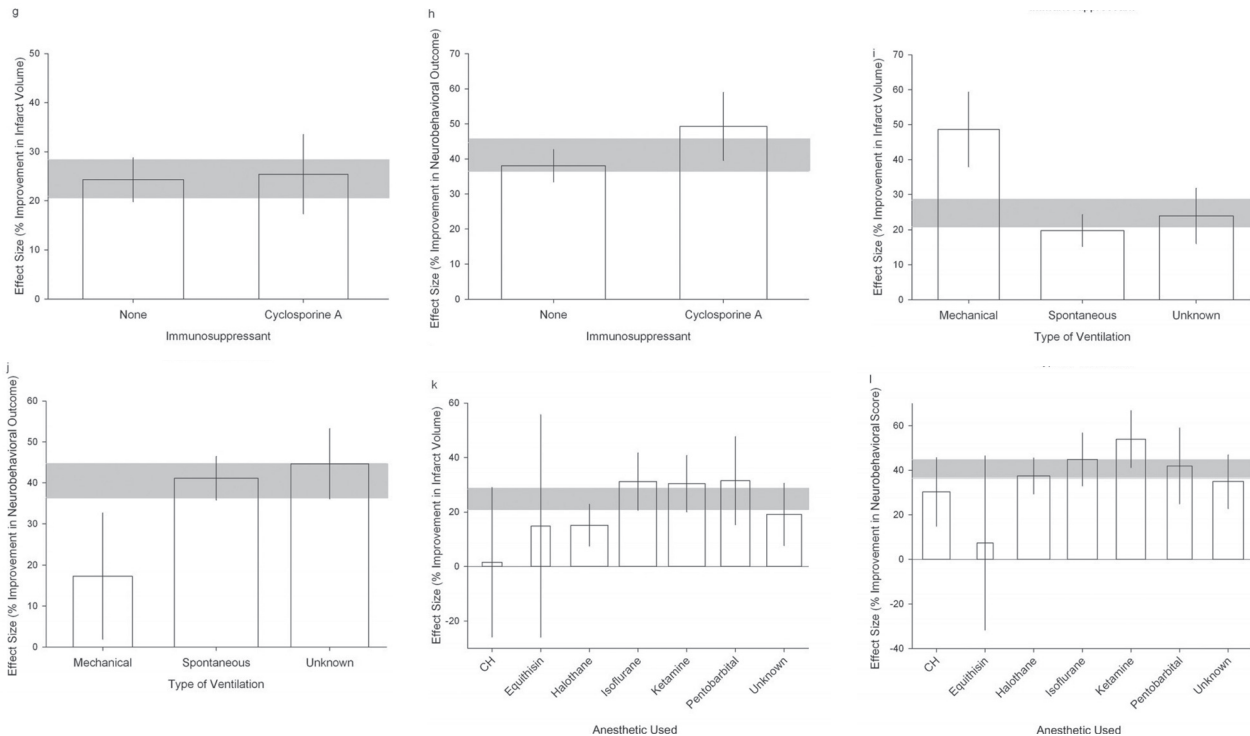 g
Effect Size (% Improvement in Infarct Volume)
50
40
30
20
10
0
None Cyclosporine A
Immunosuppressant
h
Effect Size (% Improvement in Neurobehavioral Outcome)
70
60
50
40
30
20
10
0
None Cyclosporine A
Immunosuppressant
i
Effect Size (% Improvement in Infarct Volume)
70
60
50
40
30
20
10
0
Mechanical Spontaneous Unknown
Type of Ventilation
j
Effect Size (% Improvement in Neurobehavioral Outcome)
60
50
40
30
20
10
0
Mechanical Spontaneous Unknown
Type of Ventilation
k
Effect Size (% Improvement in Infarct Volume)
60
40
20
0
-20
CH Equithisin Halothane Isoflurane Ketamine Pentobarbital Unknown
Anesthetic Used
l
Effect Size (% Improvement in Neurobehavioral Score)
60
40
20
0
-20
-40
CH Equithisin Halothane Isoflurane Ketamine Pentobarbital Unknown
Anesthetic Used